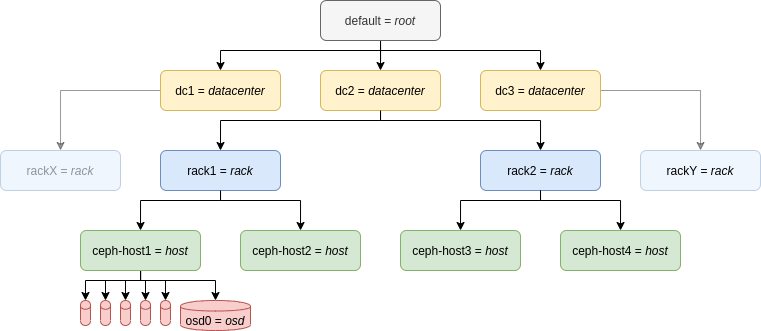 default = root
dc1 = datacenter
dc2 = datacenter
dc3 = datacenter
rackX = rack
rack1 = rack
rack2 = rack
rackY = rack
ceph-host1 = host
ceph-host2 = host
ceph-host3 = host
ceph-host4 = host
osd0 = osd